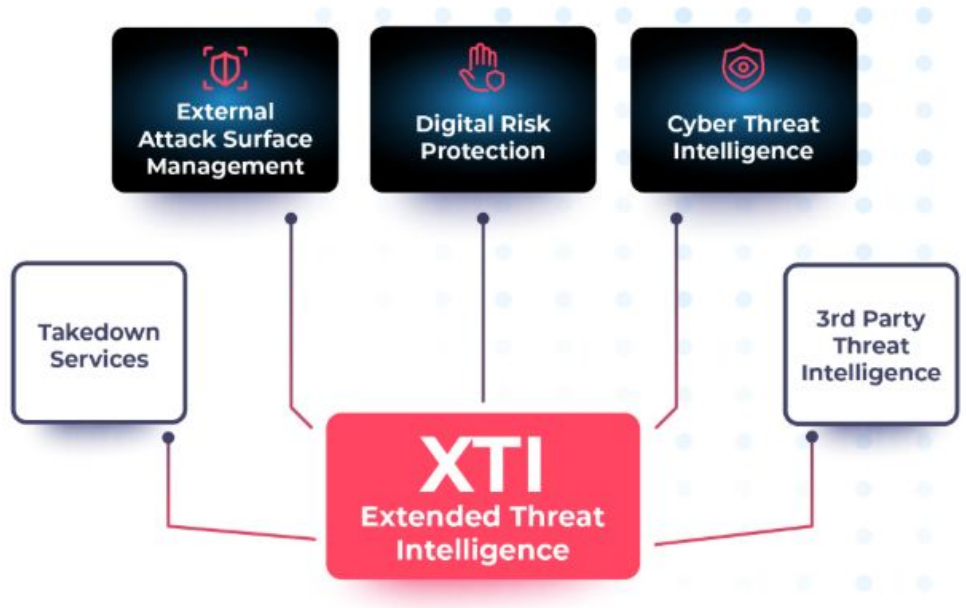 External
Attack Surface
Management
Digital Risk
Protection
Cyber Threat
Intelligence
Takedown
Services
3rd Party
Threat
Intelligence
XTI
Extended Threat
Intelligence